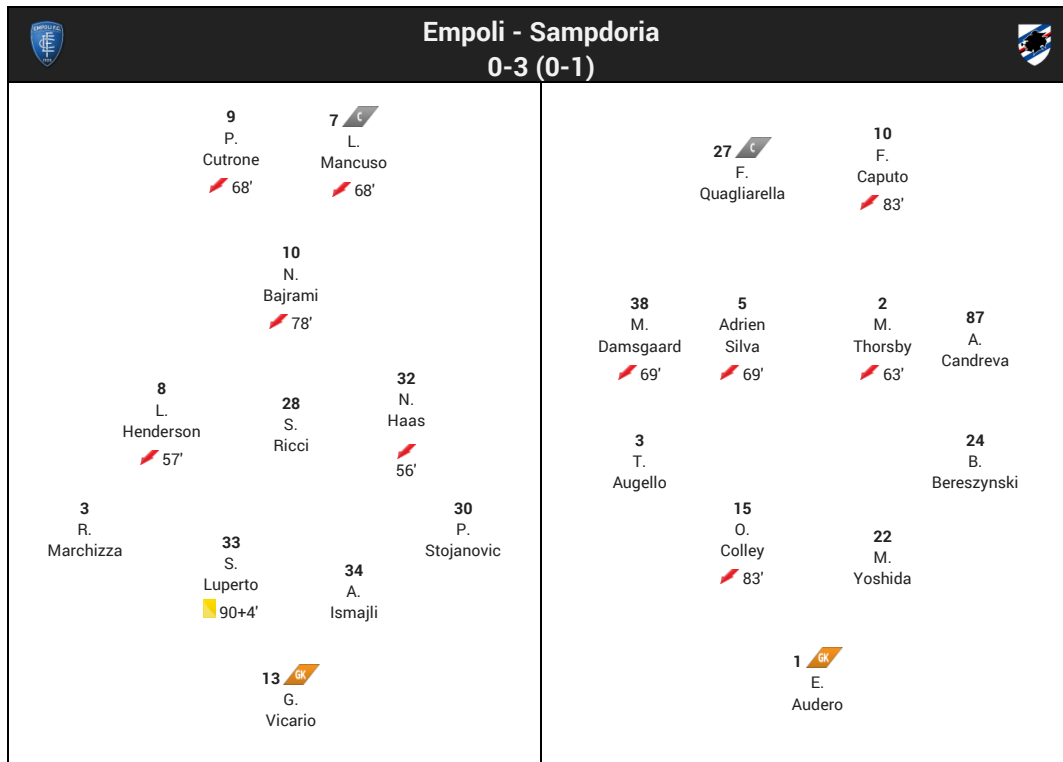 Empoli - Sampdoria
0-3 (0-1)
EMPOLI F.C.
9
P.
Cutrone
68'
7 C
L.
Mancuso
68'
10
N.
Bajrami
78'
8
L.
Henderson
57'
28
S.
Ricci
32
N.
Haas
56'
3
R.
Marchizza
33
S.
Luperto
90+4'
34
A.
Ismajli
30
P.
Stojanovic
13 GK
G.
Vicario
27 C
F.
Quagliarella
10
F.
Caputo
83'
38
M.
Damsgaard
69'
5
Adrien
Silva
69'
2
M.
Thorsby
63'
87
A.
Candreva
3
T.
Augello
24
B.
Bereszynski
15
O.
Colley
83'
22
M.
Yoshida
1 GK
E.
Audero